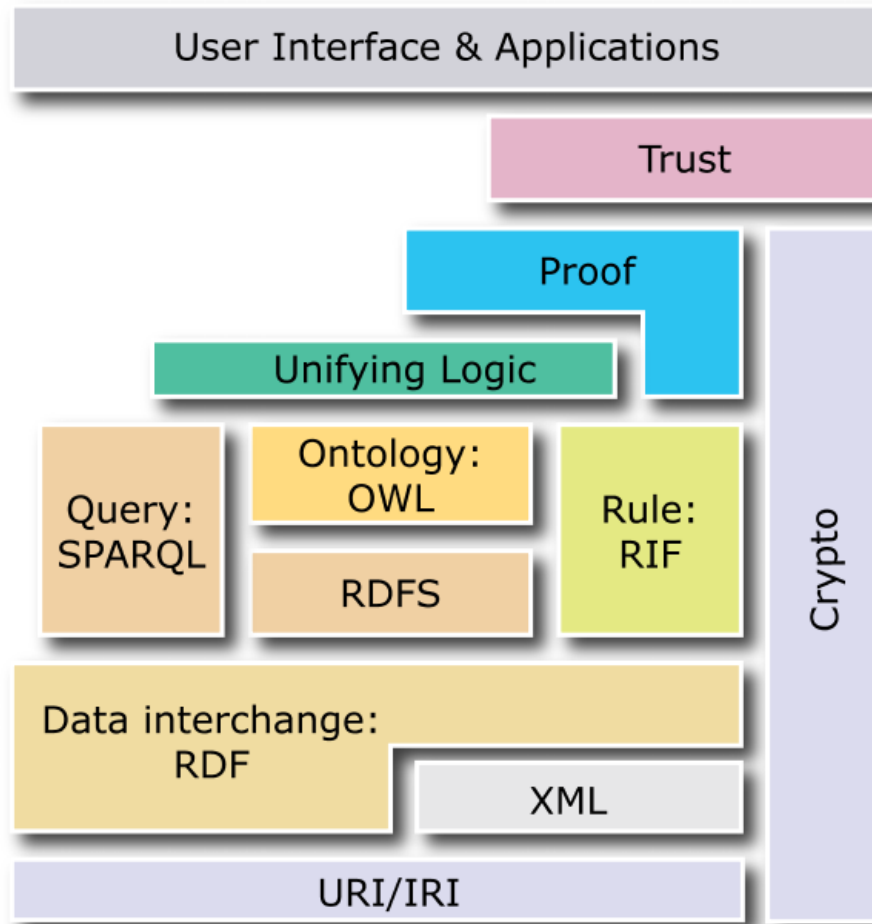 User Interface & Applications
Trust
Proof
Unifying Logic
Query:
SPARQL
Ontology:
OWL
RDFS
Rule:
RIF
Crypto
Data interchange:
RDF
XML
URI/IRI